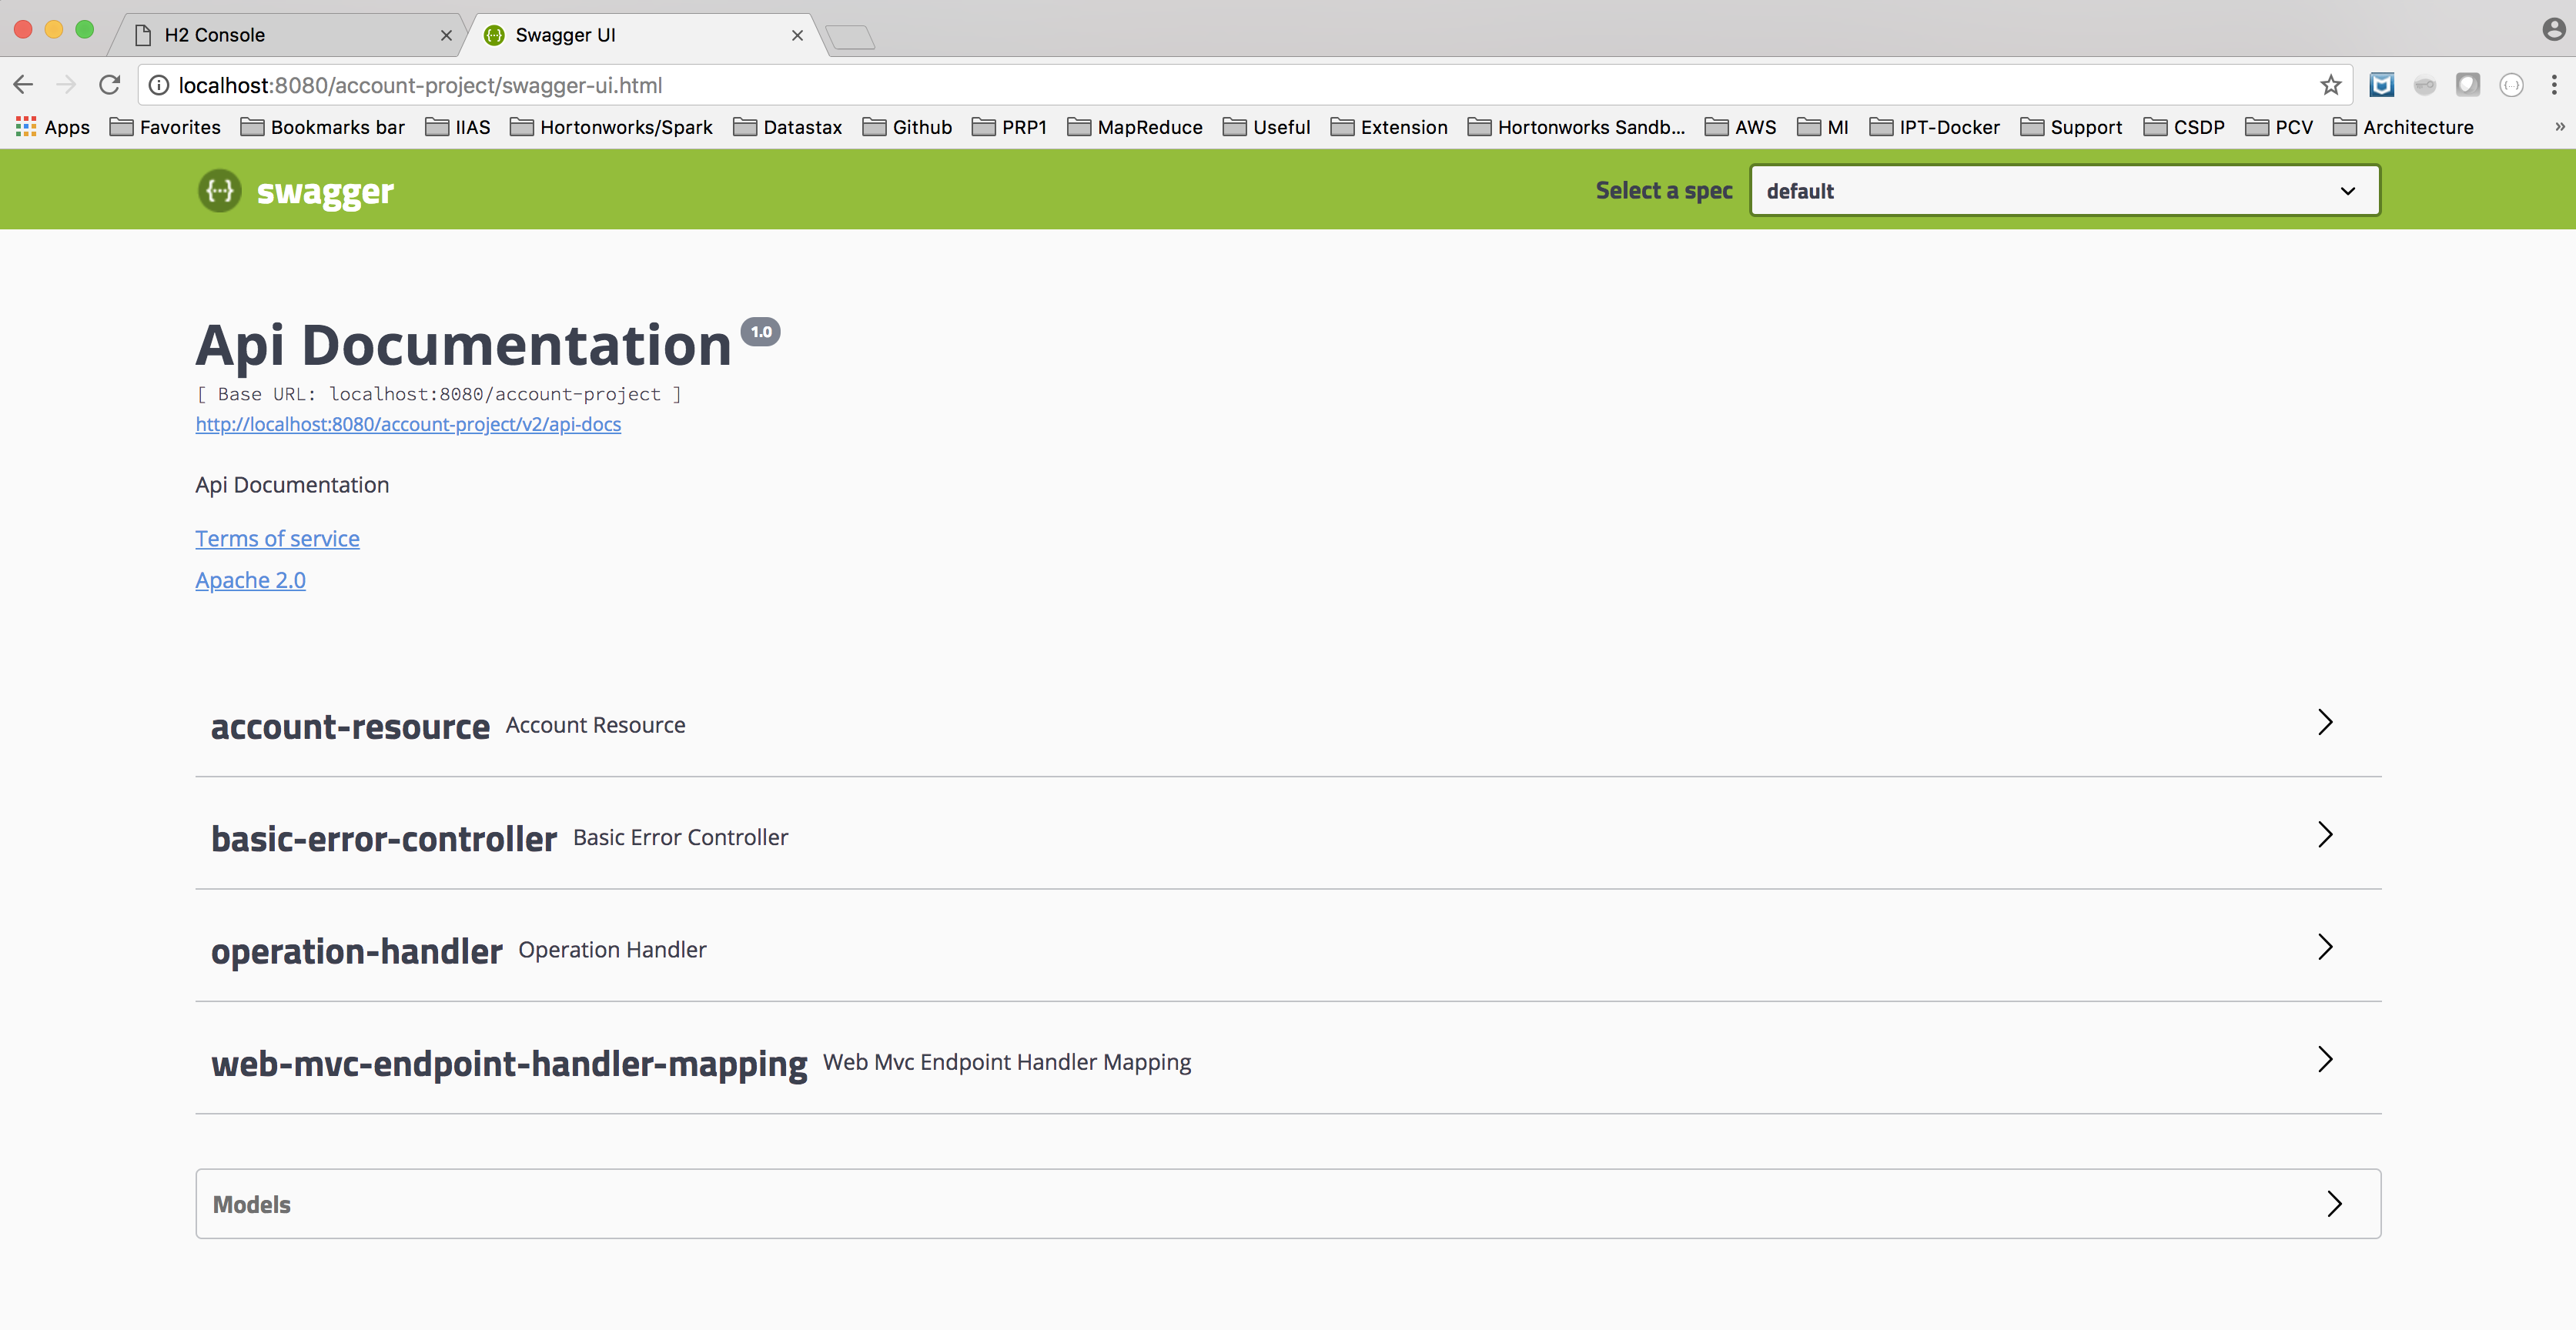 H2 Console
Swagger UI
localhost:8080/account-project/swagger-ui.html
Apps Favorites Bookmarks bar IIAS Hortonworks/Spark Datastax Github PRP1 MapReduce Useful Extension Hortonworks Sandb... AWS MI IPT-Docker Support CSDP PCV Architecture »
{...} swagger
Select a spec default
Api Documentation 1.0
[ Base URL: localhost:8080/account-project ]
http://localhost:8080/account-project/v2/api-docs
Api Documentation
Terms of service
Apache 2.0
account-resource Account Resource
basic-error-controller Basic Error Controller
operation-handler Operation Handler
web-mvc-endpoint-handler-mapping Web Mvc Endpoint Handler Mapping
Models